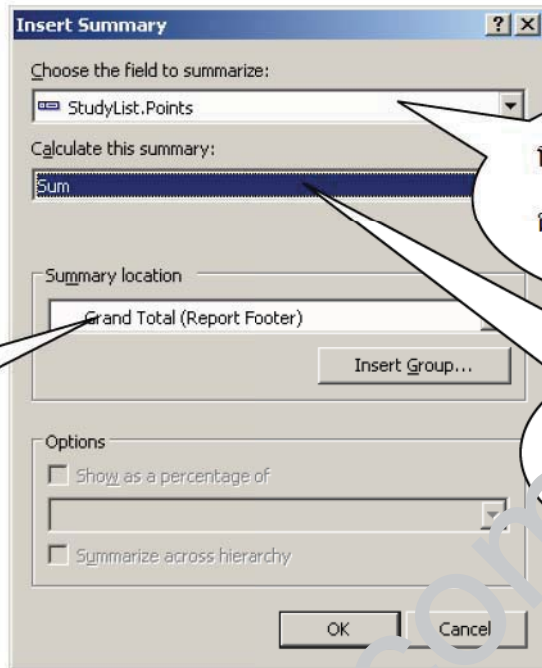 Insert Summary
Choose the field to summarize:
StudyList.Points
Calculate this summary:
Sum
Summary location
Grand Total (Report Footer)
Insert Group...
Options
Show as a percentage of
Summarize across hierarchy
OK
Cancel
com